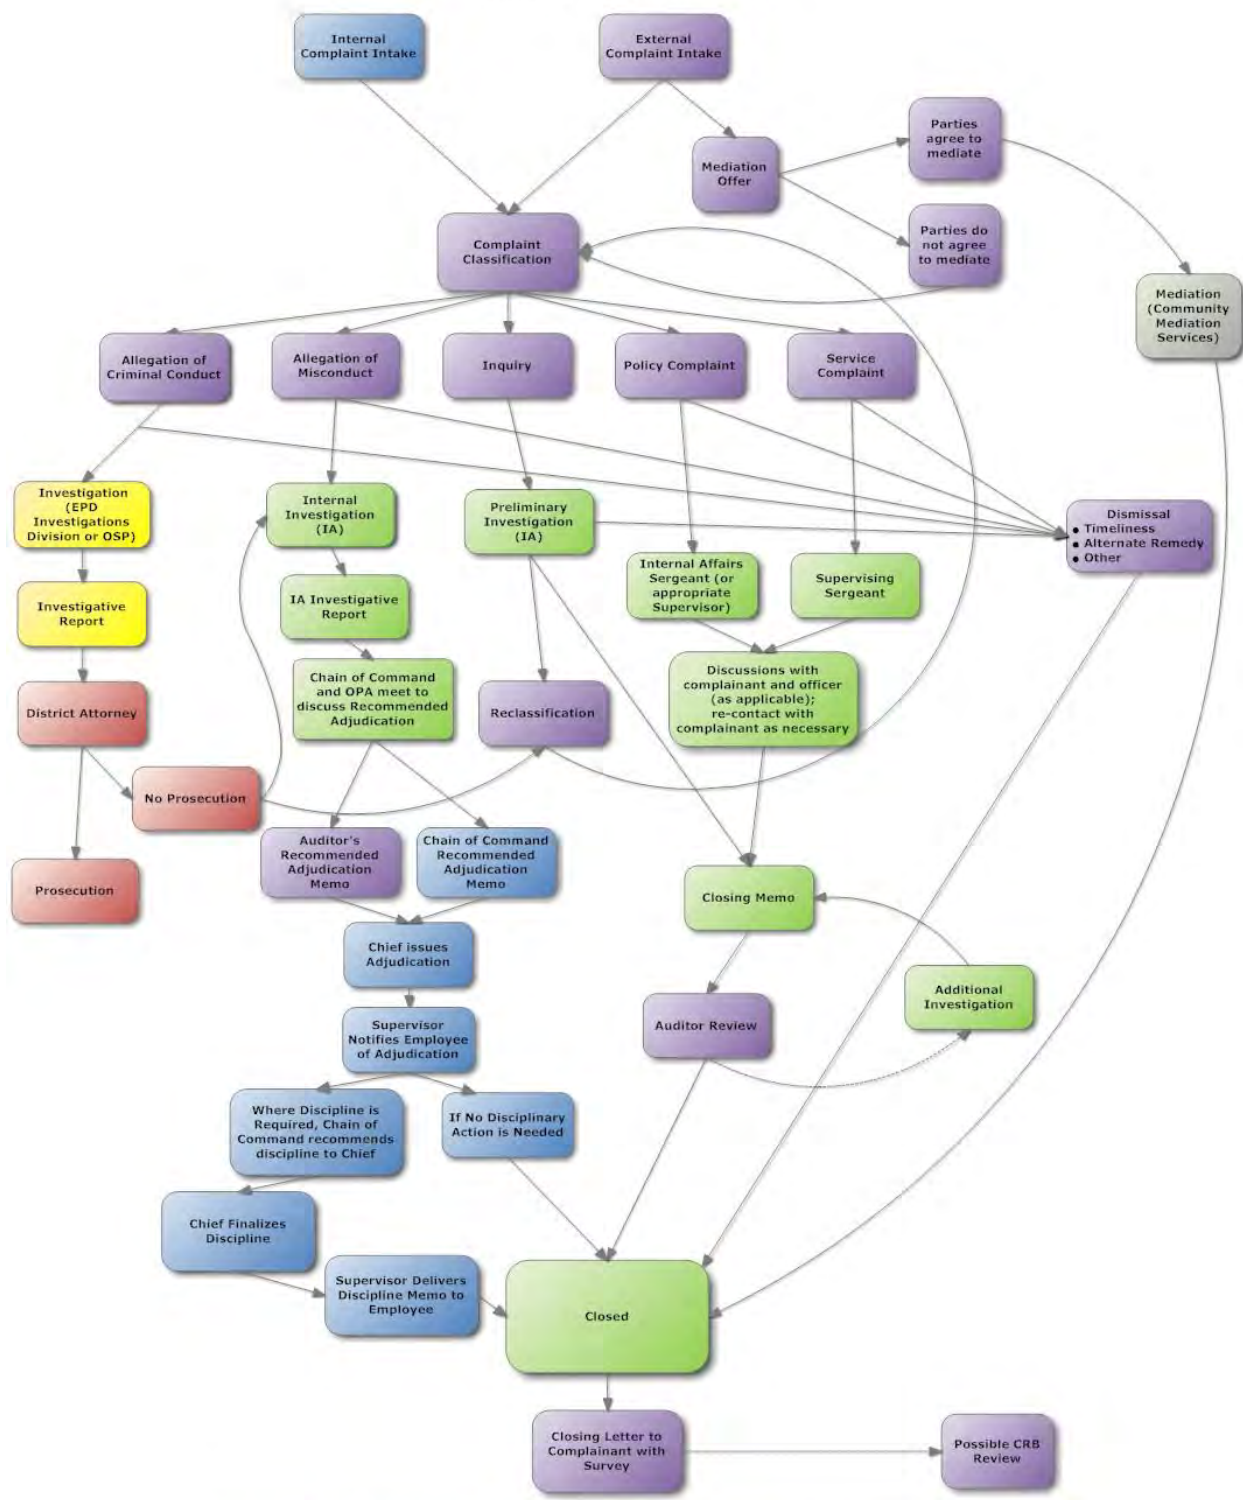 Internal
Complaint Intake
External
Complaint Intake
Parties
agree to
mediate
Mediation
Offer
Parties do
not agree
to mediate
Complaint
Classification
Mediation
(Community
Mediation
Services)
Allegation of
Criminal Conduct
Allegation of
Misconduct
Inquiry
Policy Complaint
Service
Complaint
Investigation
(EPD
Investigations
Division or OSP)
Internal
Investigation
(IA)
Preliminary
Investigation
(IA)
Dismissal
• Timeliness
• Alternate Remedy
• Other
Internal Affairs
Sergeant (or
appropriate
Supervisor)
Supervising
Sergeant
Investigative
Report
IA Investigative
Report
Chain of Command
and OPA meet to
discuss Recommended
Adjudication
Discussions with
complainant and officer
(as applicable);
re-contact with
complainant as necessary
District Attorney
Reclassification
No Prosecution
Auditor's
Recommended
Adjudication
Memo
Chain of Command
Recommended
Adjudication
Memo
Prosecution
Closing Memo
Chief issues
Adjudication
Additional
Investigation
Supervisor
Notifies Employee
of Adjudication
Auditor Review
Where Discipline is
Required, Chain of
Command recommends
discipline to Chief
If No Disciplinary
Action is Needed
Chief Finalizes
Discipline
Supervisor Delivers
Discipline Memo to
Employee
Closed
Closing Letter to
Complainant with
Survey
Possible CRB
Review